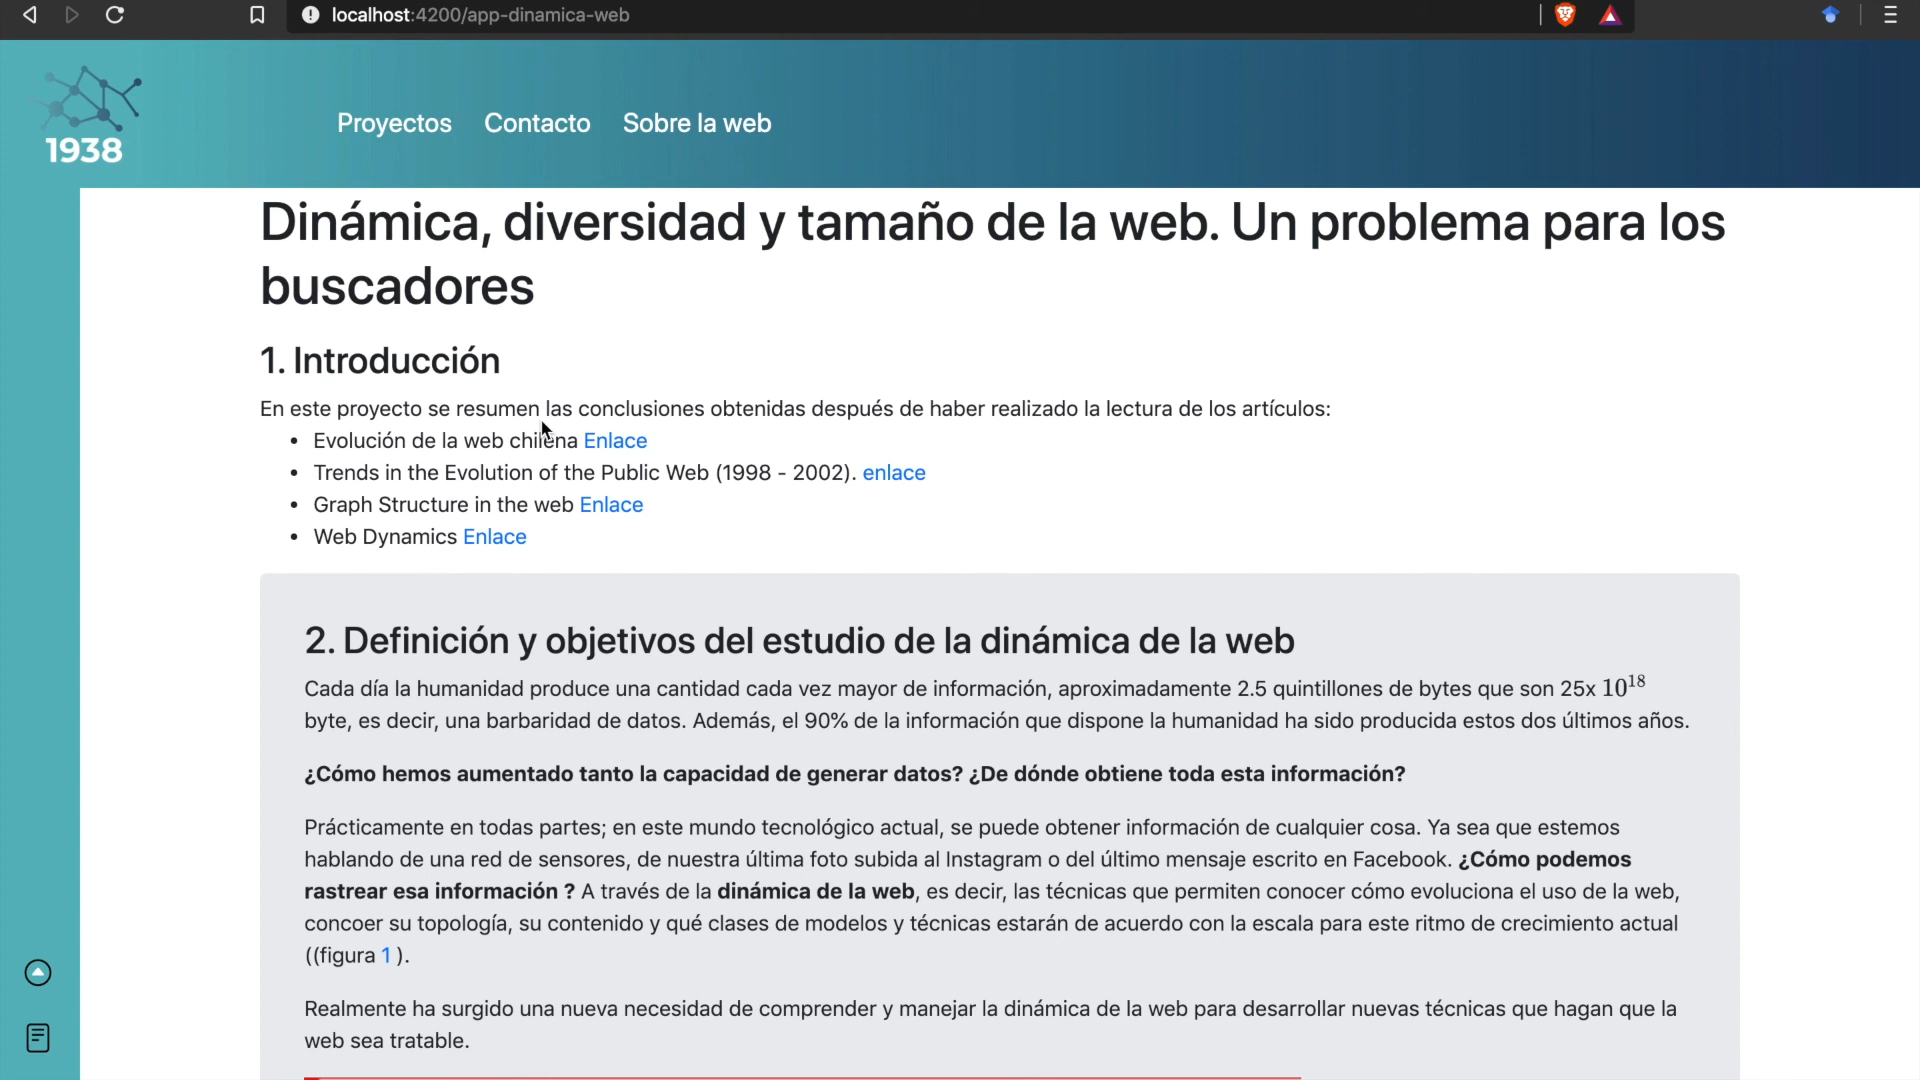 localhost:4200/app-dinamica-web
1938
Proyectos Contacto Sobre la web
Dinámica, diversidad y tamaño de la web. Un problema para los
buscadores
1. Introducción
En este proyecto se resumen las conclusiones obtenidas después de haber realizado la lectura de los artículos:
• Evolución de la web chilena Enlace
• Trends in the Evolution of the Public Web (1998 - 2002). enlace
• Graph Structure in the web Enlace
• Web Dynamics Enlace
2. Definición y objetivos del estudio de la dinámica de la web
Cada día la humanidad produce una cantidad cada vez mayor de información, aproximadamente 2.5 quintillones de bytes que son 25x 10^18
byte, es decir, una barbaridad de datos. Además, el 90% de la información que dispone la humanidad ha sido producida estos dos últimos años.
¿Cómo hemos aumentado tanto la capacidad de generar datos? ¿De dónde obtiene toda esta información?
Prácticamente en todas partes; en este mundo tecnológico actual, se puede obtener información de cualquier cosa. Ya sea que estemos
hablando de una red de sensores, de nuestra última foto subida al Instagram o del último mensaje escrito en Facebook. ¿Cómo podemos
rastrear esa información ? A través de la dinámica de la web, es decir, las técnicas que permiten conocer cómo evoluciona el uso de la web,
concoer su topología, su contenido y qué clases de modelos y técnicas estarán de acuerdo con la escala para este ritmo de crecimiento actual
((figura 1 ).
Realmente ha surgido una nueva necesidad de comprender y manejar la dinámica de la web para desarrollar nuevas técnicas que hagan que la
web sea tratable.